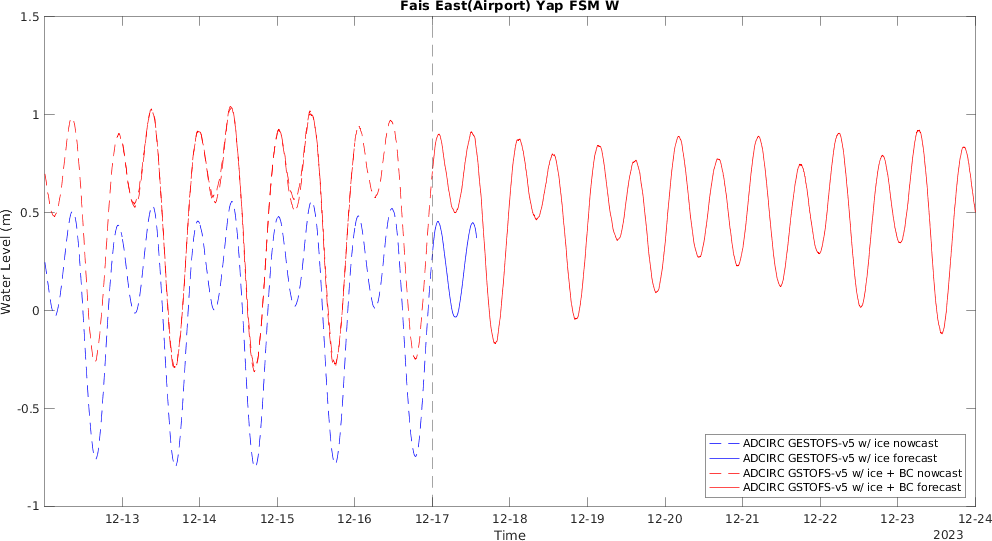 Fais East(Airport) Yap FSM W
1.5
1
0.5
0
-0.5
-1
Water Level (m)
ADCIRC GESTOFS-v5 w/ ice nowcast
ADCIRC GESTOFS-v5 w/ ice forecast
ADCIRC GSTOFS-v5 w/ ice + BC nowcast
ADCIRC GSTOFS-v5 w/ ice + BC forecast
12-13 12-14 12-15 12-16 12-17 12-18 12-19 12-20 12-21 12-22 12-23 12-24
Time
2023